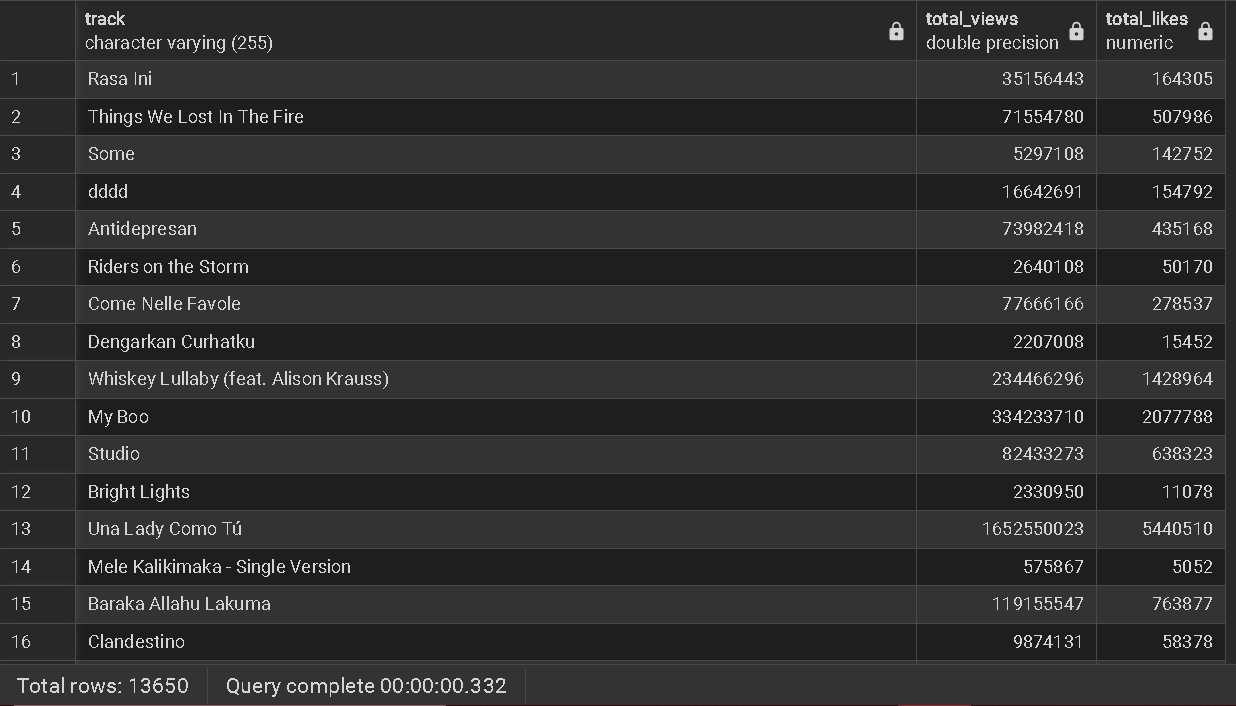 track total_views total_likes
character varying (255) double precision numeric
1 Rasa Ini 35156443 164305
2 Things We Lost In The Fire 71554780 507986
3 Some 5297108 142752
4 dddd 16642691 154792
5 Antidepresan 73982418 435168
6 Riders on the Storm 2640108 50170
7 Come Nelle Favole 77666166 278537
8 Dengarkan Curhatku 2207008 15452
9 Whiskey Lullaby (feat. Alison Krauss) 234466296 1428964
10 My Boo 334233710 2077788
11 Studio 82433273 638323
12 Bright Lights 2330950 11078
13 Una Lady Como Tú 1652550023 5440510
14 Mele Kalikimaka - Single Version 575867 5052
15 Baraka Allahu Lakuma 119155547 763877
16 Clandestino 9874131 58378
Total rows: 13650 Query complete 00:00:00.332